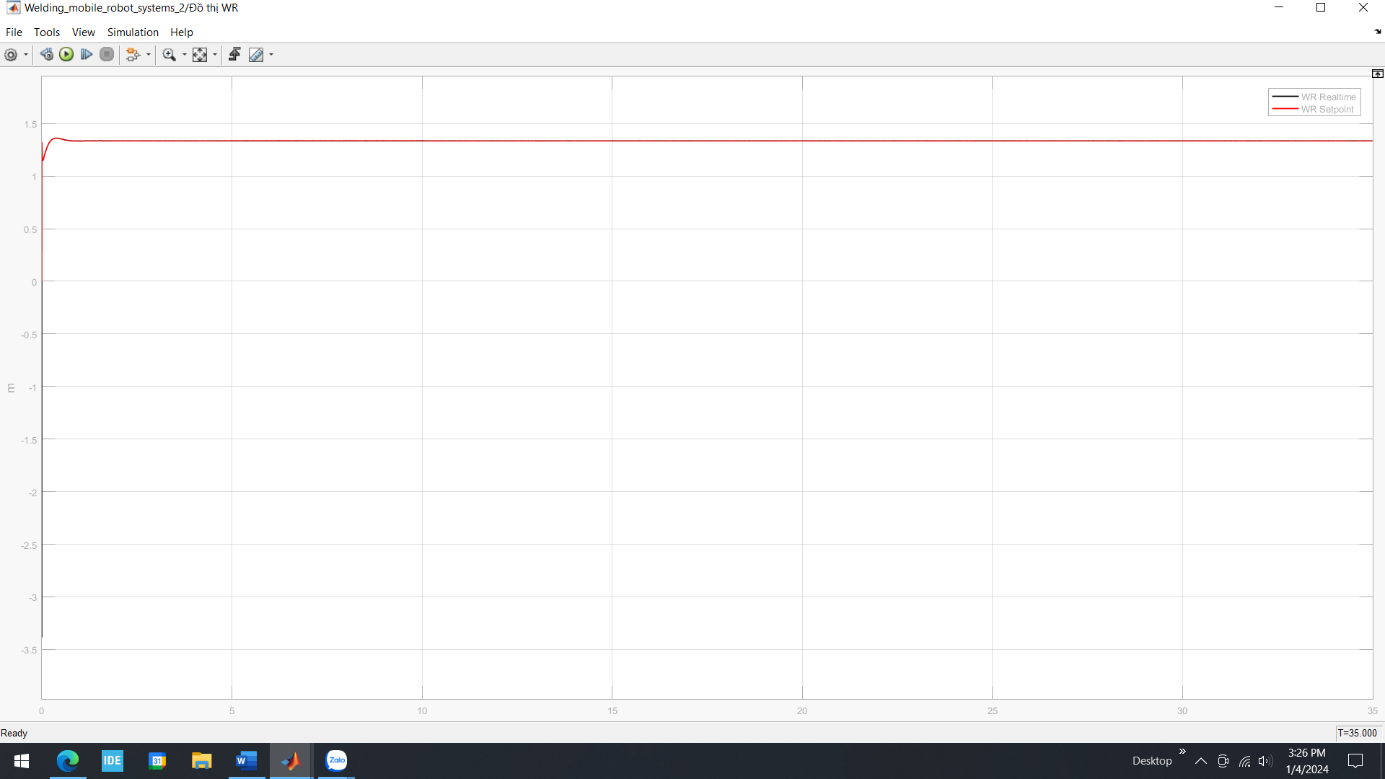 Welding_mobile_robot_systems_2/Đồ thị WR
File Tools View Simulation Help
WR Realtime
WR Setpoint
1.5
1
0.5
0
-0.5
-1
-1.5
-2
-2.5
-3
-3.5
m
0 5 10 15 20 25 30 35
Ready
T=35.000
IDE
31
W
Zalo
Desktop
3:26 PM
1/4/2024